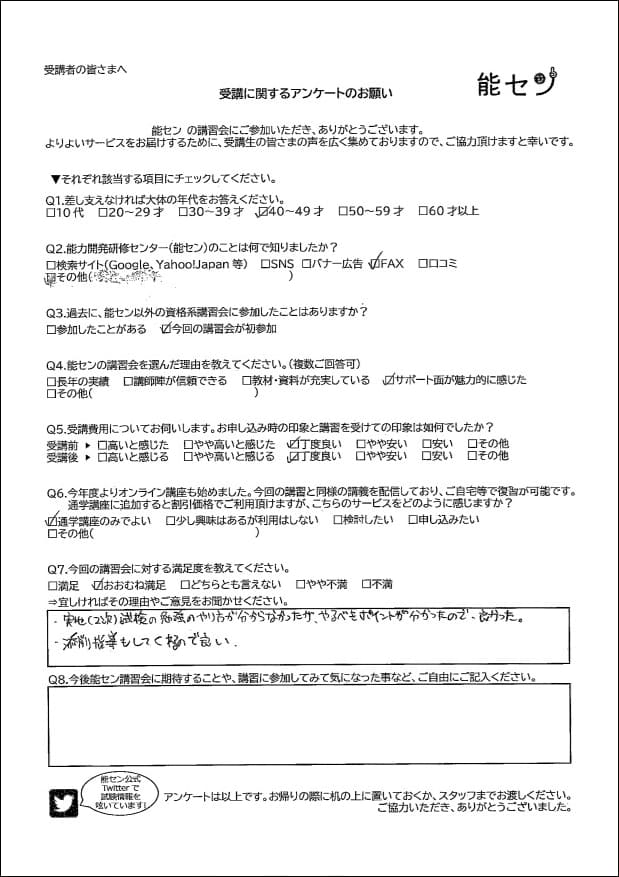 受講者の皆さまへ
能セン
受講に関するアンケートのお願い
能セン の講習会にご参加いただき、ありがとうございます。
よりよいサービスをお届けするために、受講生の皆さまの声を広く集めておりますので、ご協力頂けますと幸いです。
▼それぞれ該当する項目にチェックしてください。
Q1.差し支えなければ大体の年代をお答えください。
□10代 □20~29才 □30~39才 ☑40~49才 □50~59才 □60才以上
Q2.能力開発研修センター(能セン)のことは何で知りましたか?
□検索サイト(Google、Yahoo!Japan等) □SNS □バナー広告 ☑FAX □口コミ
☑その他( )
Q3.過去に、能セン以外の資格系講習会に参加したことはありますか?
□参加したことがある ☑今回の講習会が初参加
Q4.能センの講習会を選んだ理由を教えてください。(複数ご回答可)
□長年の実績 □講師陣が信頼できる □教材・資料が充実している ☑サポート面が魅力的に感じた
□その他( )
Q5.受講費用についてお伺いします。お申し込み時の印象と講習を受けての印象は如何でしたか?
受講前 ▶ □高いと感じた □やや高いと感じた ☑丁度良い □やや安い □安い □その他
受講後 ▶ □高いと感じる □やや高いと感じる ☑丁度良い □やや安い □安い □その他
Q6.今年度よりオンライン講座も始めました。今回の講習と同様の講義を配信しており、ご自宅等で復習が可能です。
通学講座に追加すると割引価格でご利用頂けますが、こちらのサービスをどのように感じますか?
☑通学講座のみでよい □少し興味はあるが利用はしない □検討したい □申し込みたい
□その他( )
Q7.今回の講習会に対する満足度を教えてください。
□満足 ☑おおむね満足 □どちらとも言えない □やや不満 □不満
⇒宜しければその理由やご意見をお聞かせください。
・実地(2次)試験の勉強のやり方が分からなかったが、やるべきポイントが分かったので、良かった。
・添削指導もしてくれるので良い。
Q8.今後能セン講習会に期待することや、講習に参加してみて気になった事など、ご自由にご記入ください。
能セン公式
Twitterで
試験情報を
呟いています!
アンケートは以上です。お帰りの際に机の上に置いておくか、スタッフまでお渡しください。
ご協力いただき、ありがとうございました。